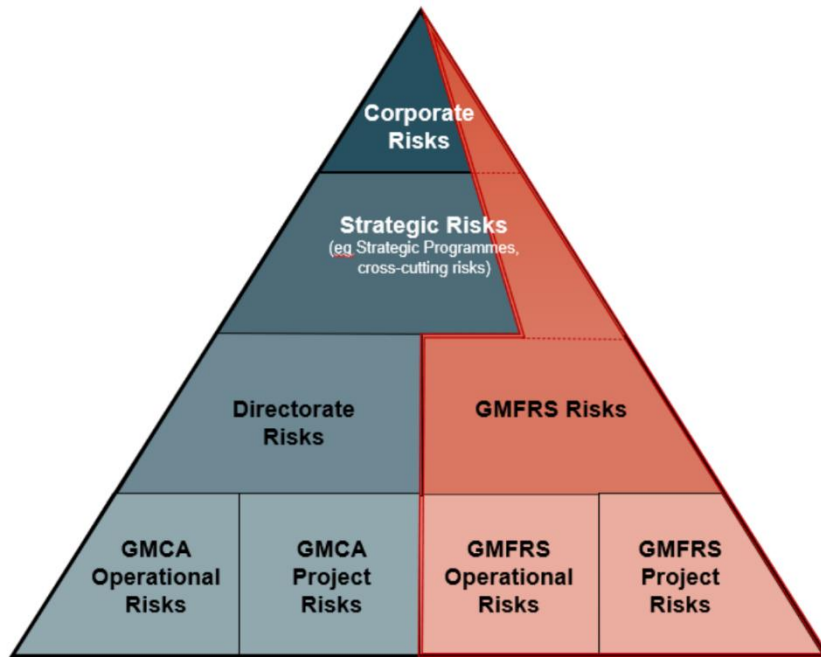 Corporate
Risks
Strategic Risks
(eg Strategic Programmes,
cross-cutting risks)
Directorate
Risks
GMFRS Risks
GMCA
Operational
Risks
GMCA
Project
Risks
GMFRS
Operational
Risks
GMFRS
Project
Risks